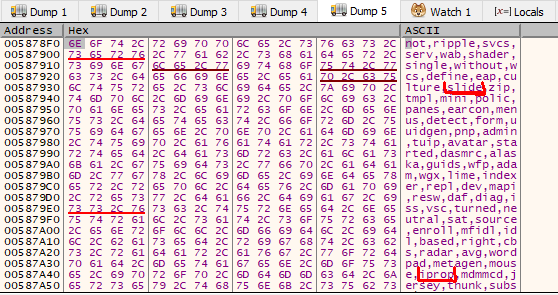 Dump 1 Dump 2 Dump 3 Dump 4 Dump 5 Watch 1 [x=] Locals
Address Hex ASCII
005878F0 6E 6F 74 2C 72 69 70 70 6C 65 2C 73 76 63 73 2C not,ripple,svcs,
00587900 73 65 72 76 2C 77 61 62 2C 73 68 61 64 65 72 2C serv,wab,shader,
00587910 73 69 6E 67 6C 65 2C 77 69 74 68 6F 75 74 2C 77 single,without,w
00587920 63 73 2C 64 65 66 69 6E 65 2C 65 61 70 2C 63 75 cs,define,eap,cu
00587930 6C 74 75 72 65 2C 73 6C 69 64 65 2C 7A 69 70 2C lture,slide,zip,
00587940 74 6D 70 6C 2C 6D 69 6E 69 2C 70 6F 6C 69 63 2C tmpl,mini,polic,
00587950 70 61 6E 65 73 2C 65 61 72 63 6F 6E 2C 6D 65 6E panes,earcon,men
00587960 75 73 2C 64 65 74 65 63 74 2C 66 6F 72 6D 2C 75 us,detect,form,u
00587970 75 69 64 67 65 6E 2C 70 6E 70 2C 61 64 6D 69 6E uidgen,pnp,admin
00587980 2C 74 75 69 70 2C 61 76 61 74 61 72 2C 73 74 61 ,tuip,avatar,sta
00587990 72 74 65 64 2C 64 61 73 6D 72 63 2C 61 6C 61 73 rted,dasmrc,alas
005879A0 6B 61 2C 67 75 69 64 73 2C 77 66 70 2C 61 64 61 ka,guids,wfp,ada
005879B0 6D 2C 77 67 78 2C 6C 69 6D 65 2C 69 6E 64 65 78 m,wgx,lime,index
005879C0 65 72 2C 72 65 70 6C 2C 64 65 76 2C 6D 61 70 69 er,repl,dev,mapi
005879D0 2C 72 65 73 77 2C 64 61 66 2C 64 69 61 67 2C 69 ,resw,daf,diag,i
005879E0 73 73 2C 76 73 63 2C 74 75 72 6E 65 64 2C 6E 65 ss,vsc,turned,ne
005879F0 75 74 72 61 6C 2C 73 61 74 2C 73 6F 75 72 63 65 utral,sat,source
00587A00 2C 65 6E 72 6F 6C 6C 2C 6D 66 69 64 6C 2C 69 64 ,enroll,mfidl,id
00587A10 6C 2C 62 61 73 65 64 2C 72 69 67 68 74 2C 63 62 l,based,right,cb
00587A20 73 2C 72 61 64 61 72 2C 61 76 67 2C 77 6F 72 64 s,radar,avg,word
00587A30 70 61 64 2C 6D 65 74 61 67 65 6E 2C 6D 6F 75 73 pad,metagen,mous
00587A40 65 2C 69 70 72 6F 70 2C 6D 64 6D 6D 63 64 2C 6A e,iprop,mdmmcd,j
00587A50 65 72 73 65 79 2C 74 68 75 6E 6B 2C 73 75 62 73 ersey,thunk,subs